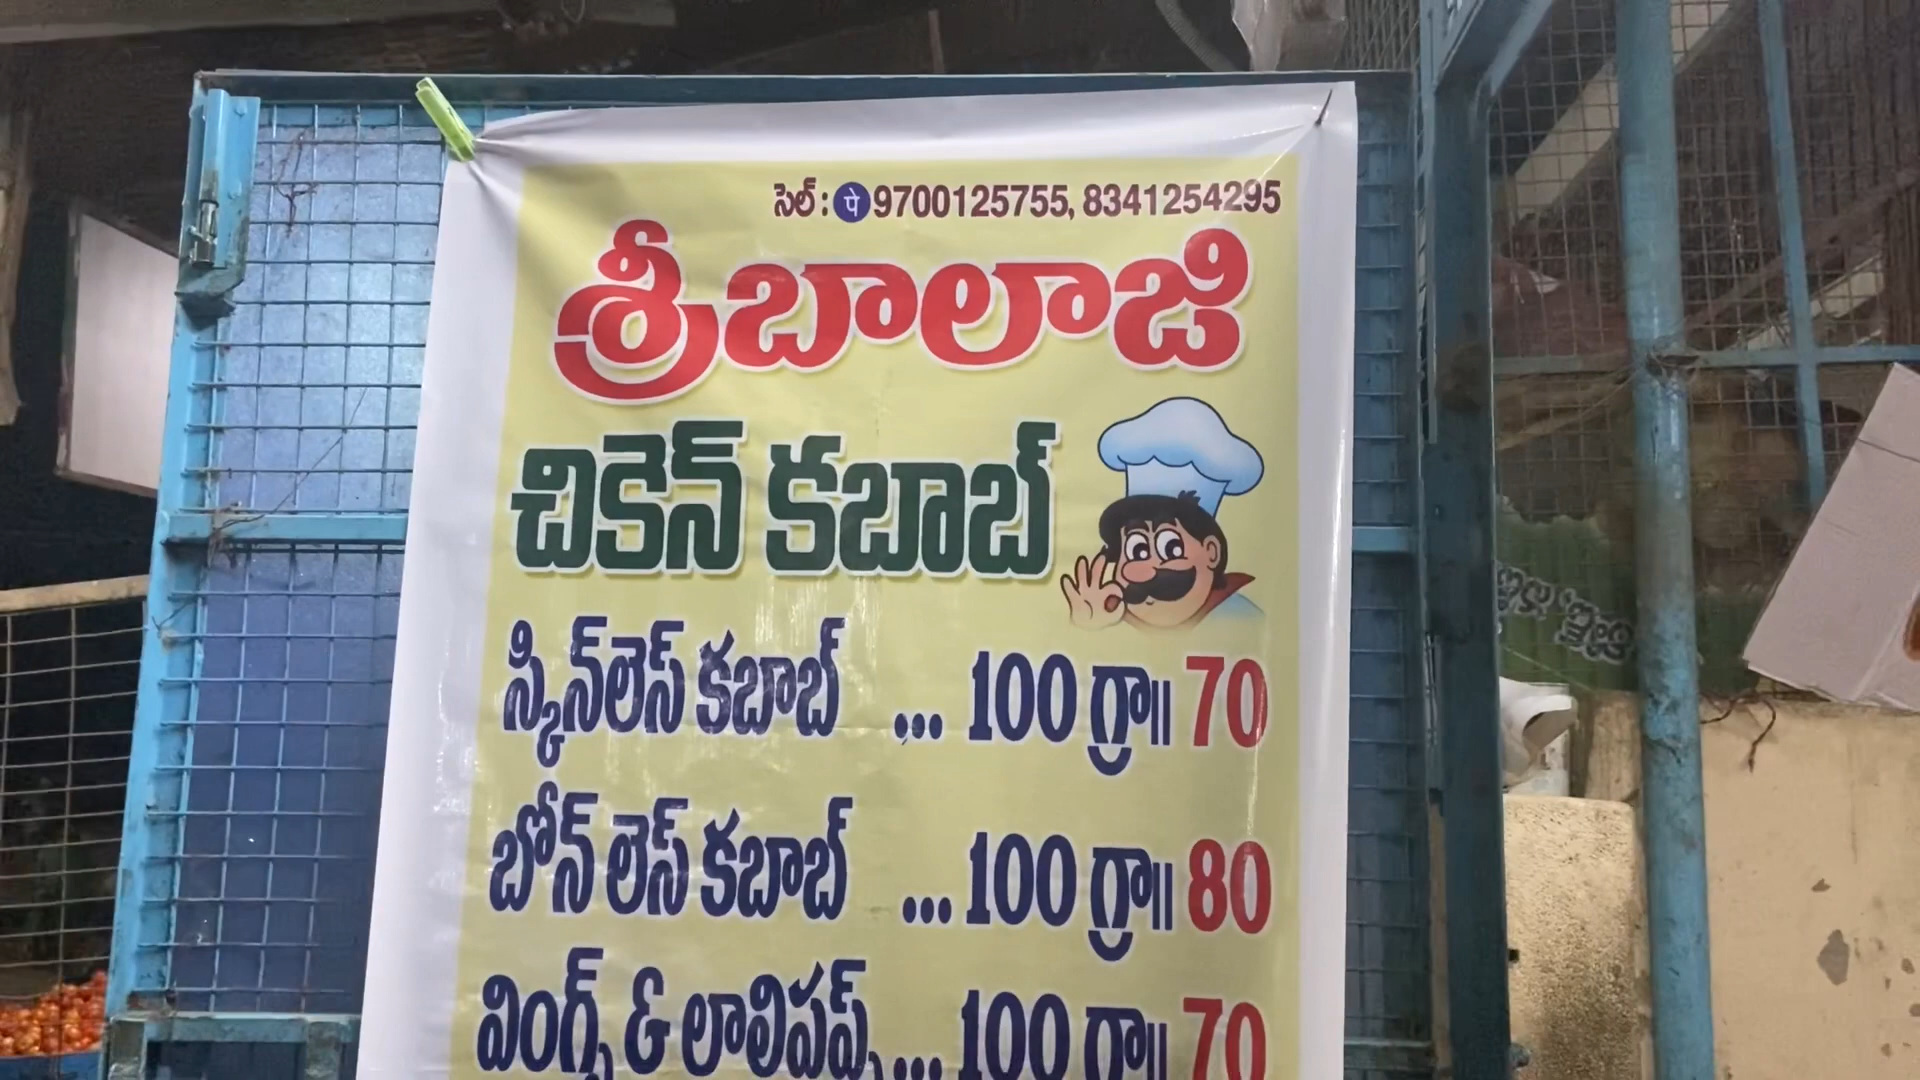 సెల్ : పే 9700125755, 8341254295
శ్రీబాలాజి
చికెన్ కబాబ్
స్కిన్‌లెస్ కబాబ్ ... 100 గ్రా॥ 70
బోన్ లెస్ కబాబ్ ... 100 గ్రా॥ 80
వింగ్స్ & లాలిపప్స్... 100 గ్రా॥ 70